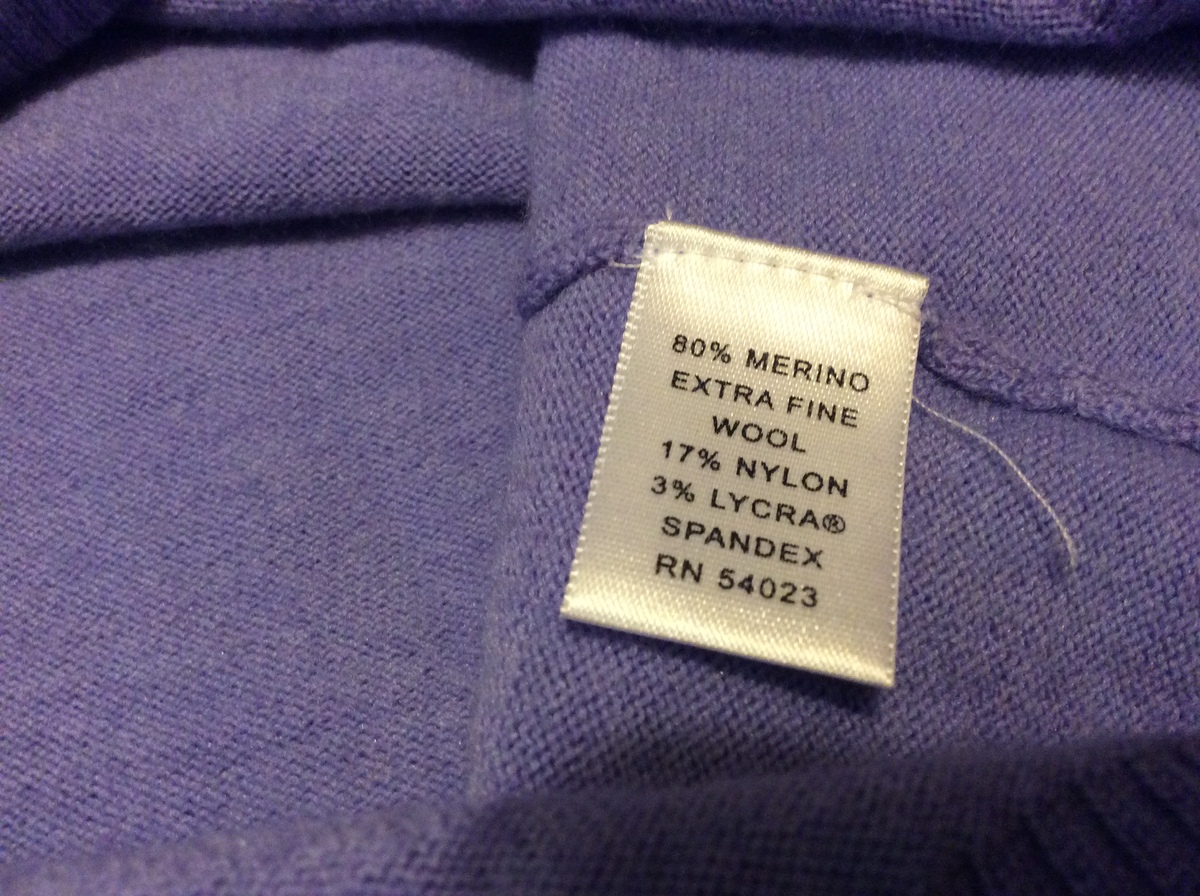 80% MERINO
EXTRA FINE
WOOL
17% NYLON
3% LYCRA®
SPANDEX
RN 54023